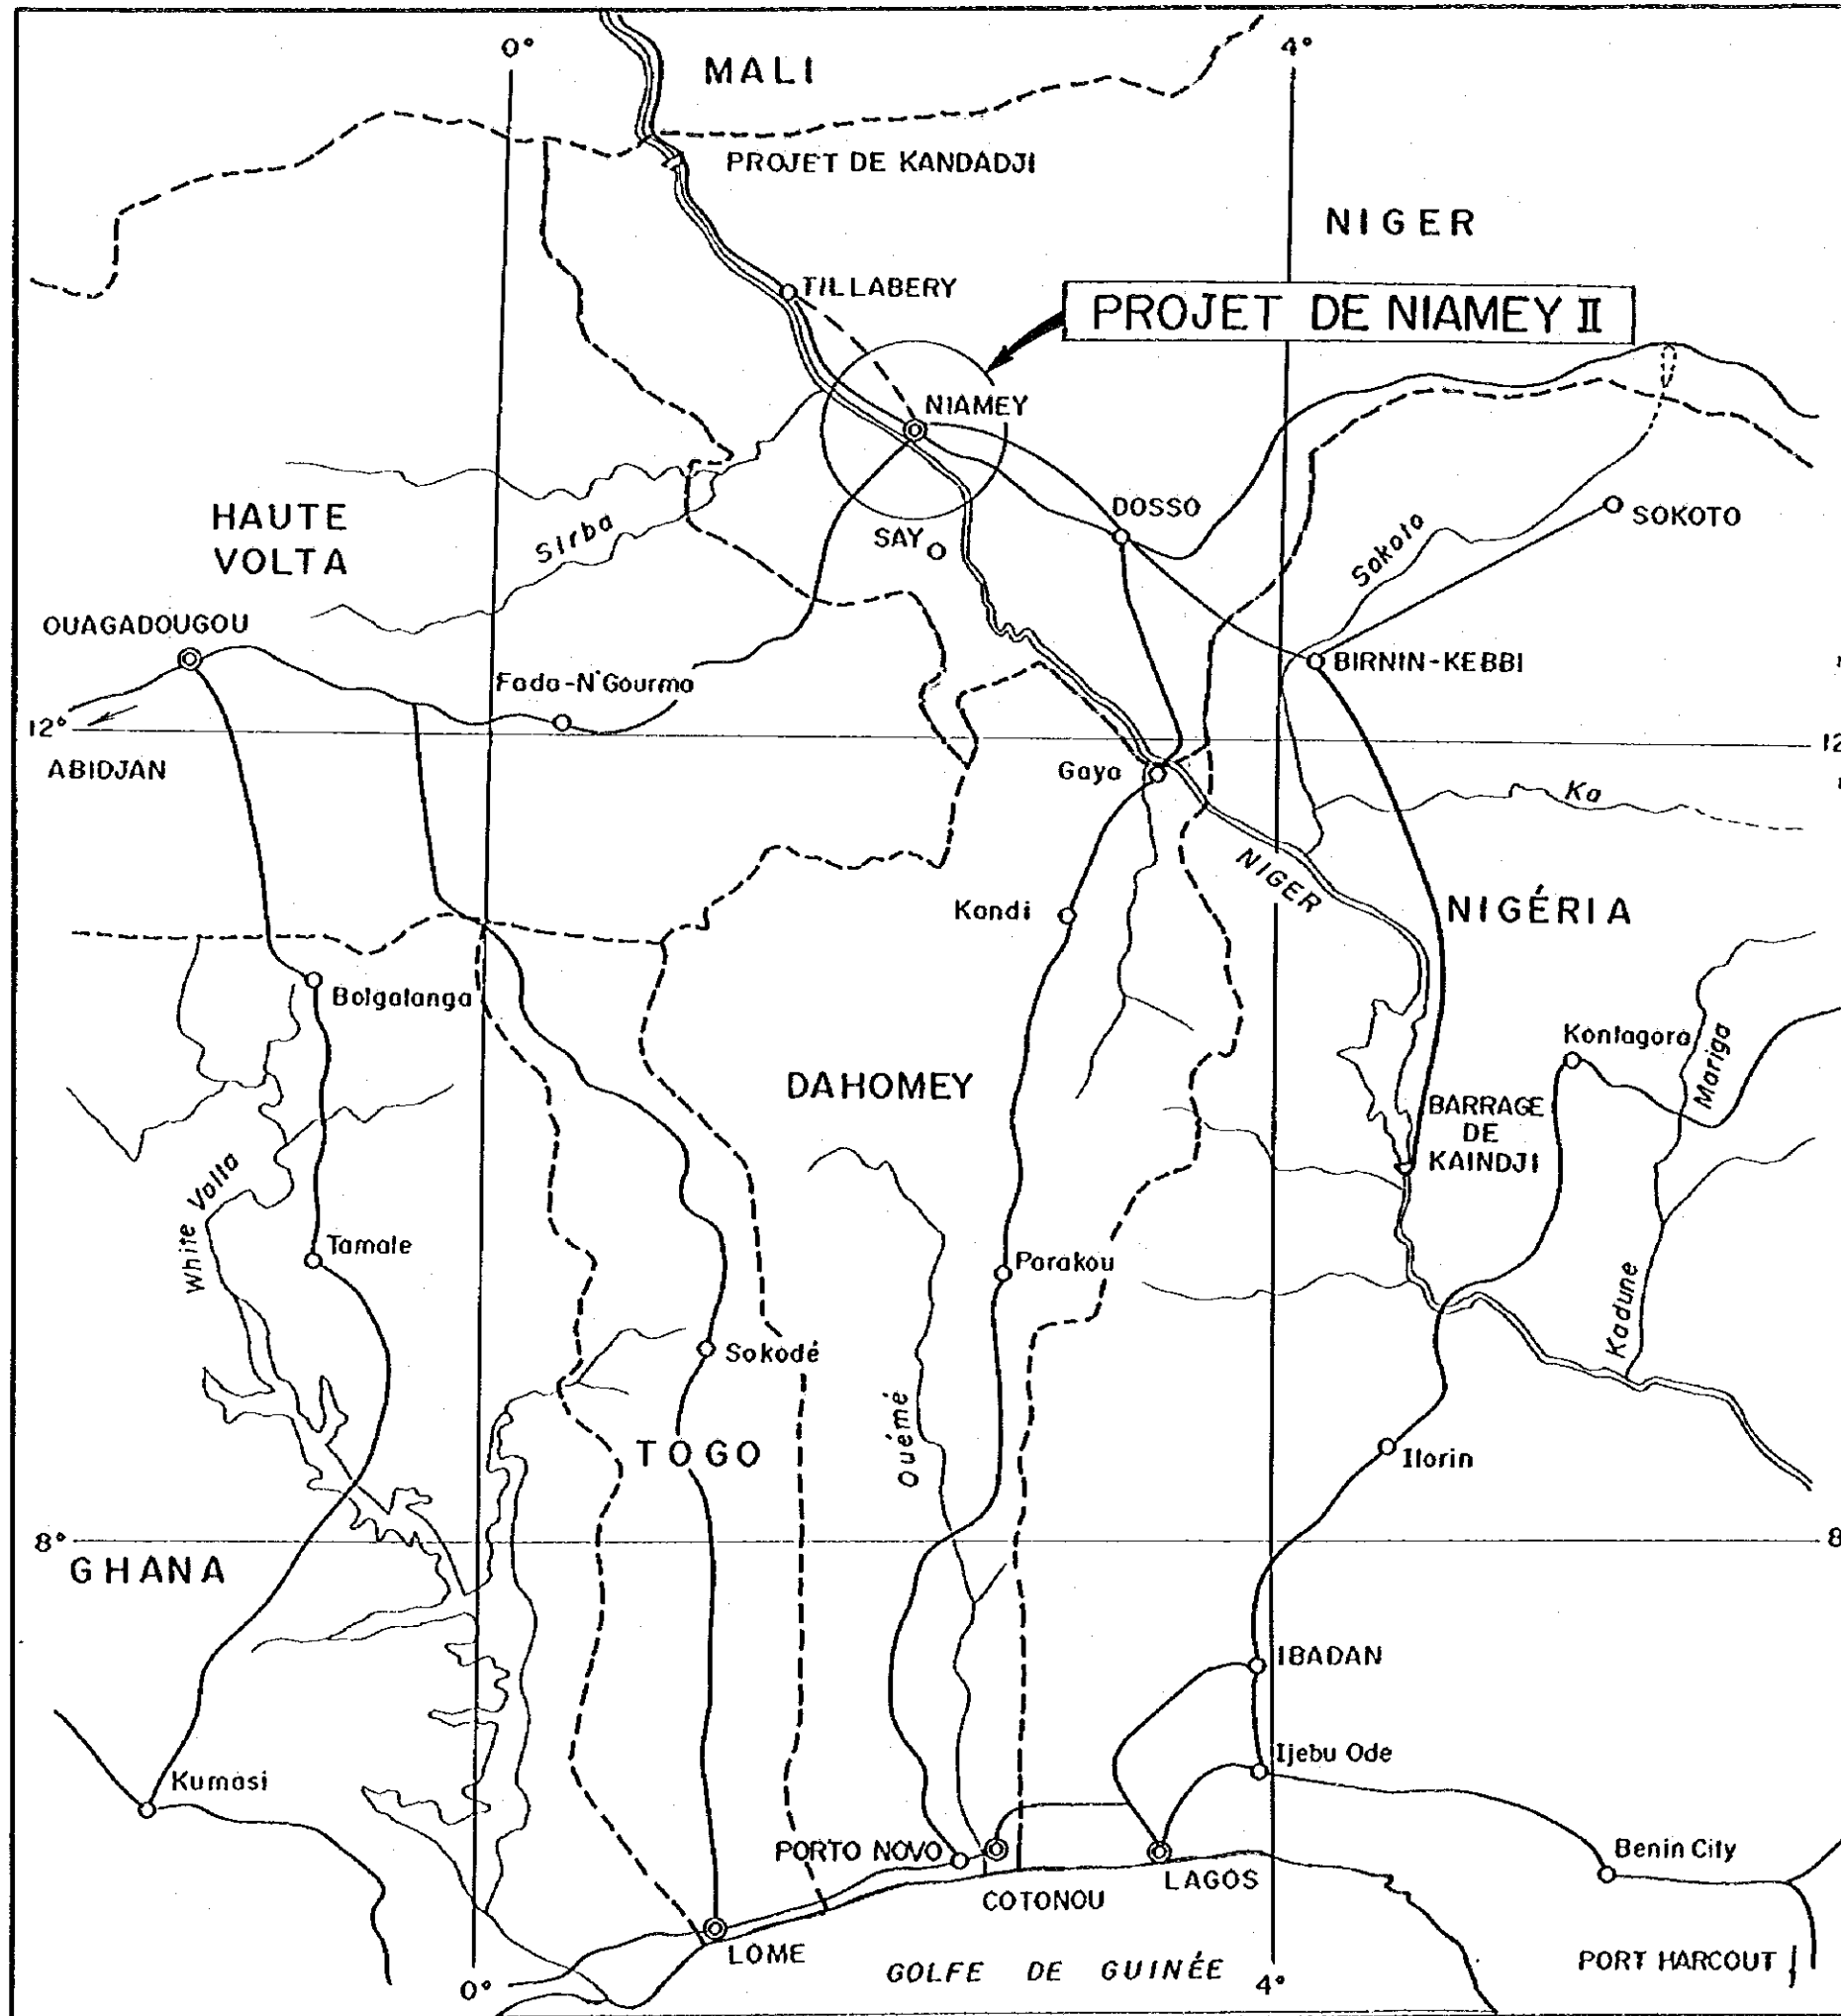 0°
4°
MALI
PROJET DE KANDADJI
NIGER
TILLABERY
PROJET DE NIAMEY II
NIAMEY
HAUTE
VOLTA
Sirba
SAY
DOSSO
Sokoto
SOKOTO
OUAGADOUGOU
Fada-N'Gourma
BIRNIN-KEBBI
12°
12
ABIDJAN
Gaya
Ka
NIGER
Kandi
NIGÉRIA
Bolgatanga
DAHOMEY
Kontagora
Mariga
BARRAGE
DE
KAINDJI
White Volta
Tamale
Parakou
Kadune
Sokodé
Ouémé
TOGO
Ilorin
8°
8
GHANA
IBADAN
Ijebu Ode
Kumasi
PORTO NOVO
Benin City
LAGOS
COTONOU
LOME
GOLFE DE GUINÉE
PORT HARCOUT
0°
4°